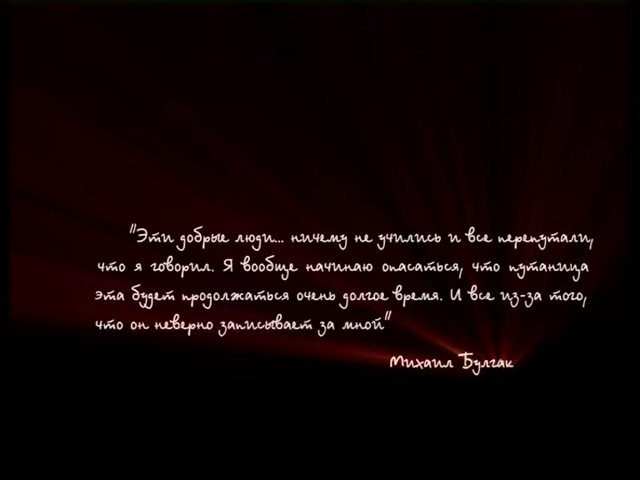 "Эти добрые люди... ничему не учились и все перепутали,
что я говорил. Я вообще начинаю опасаться, что путаница
эта будет продолжаться очень долгое время. И все из-за того,
что он неверно записывает за мной"
Михаил Булгак